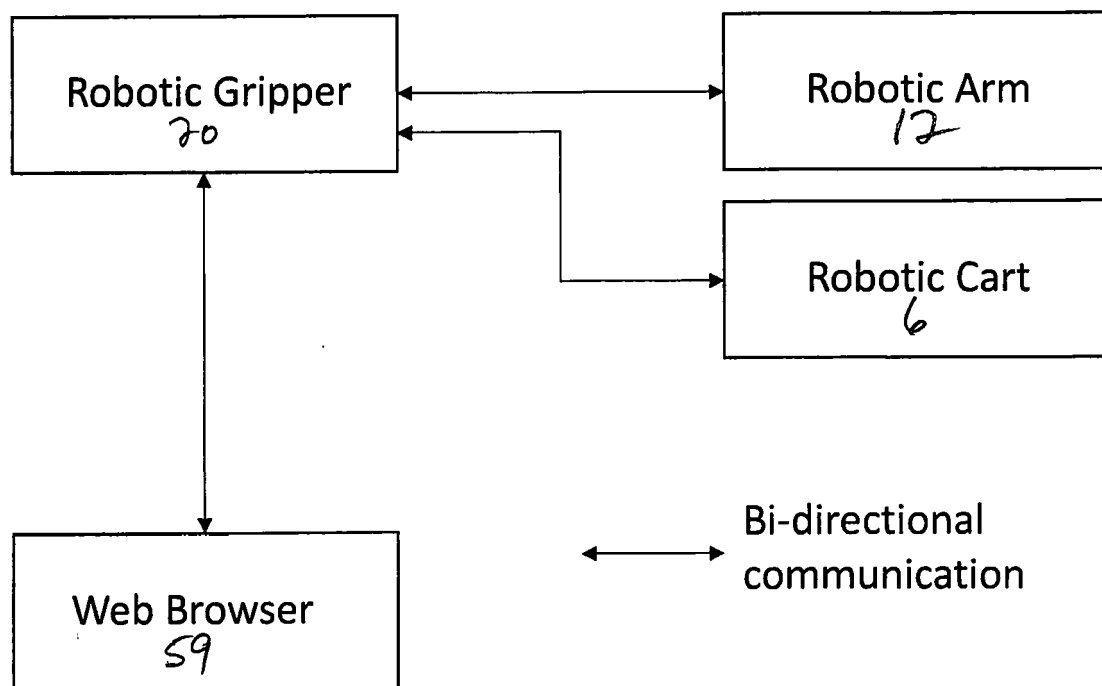 Robotic Gripper
20
Robotic Arm
12
Robotic Cart
6
Bi-directional
communication
Web Browser
59